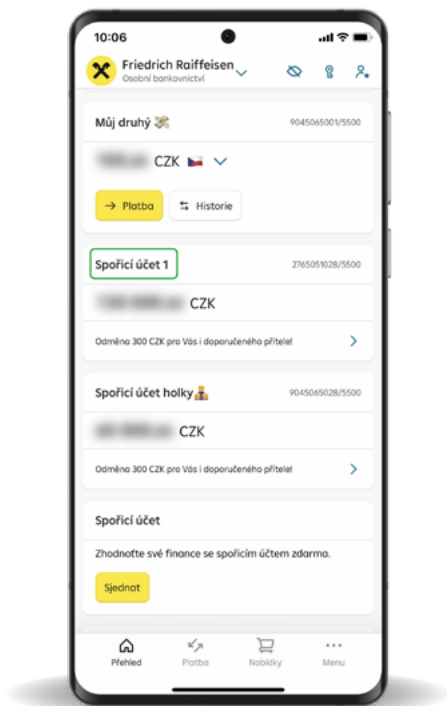 10:06
Friedrich Raiffeisen
Osobní bankovnictví
Můj druhý 💸 9045065001/5500
CZK 🇨🇿
→ Platba Historie
Spořicí účet 1 2765051028/5500
CZK
Odměna 300 CZK pro Vás i doporučeného přítele!
Spořicí účet holky 9045065028/5500
CZK
Odměna 300 CZK pro Vás i doporučeného přítele!
Spořicí účet
Zhodnoťte své finance se spořicím účtem zdarma.
Sjednat
Přehled Platba Nabídky Menu